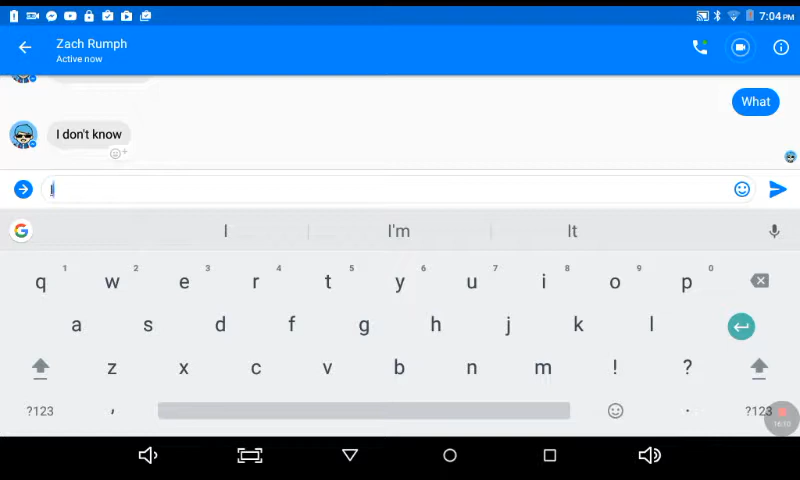 7:04 PM
Zach Rumph
Active now
What
I don't know
I
I I'm It
q 1 w 2 e 3 r 4 t 5 y 6 u 7 i 8 o 9 p 0
a s d f g h j k l
z x c v b n m ! ?
?123 , . ?123